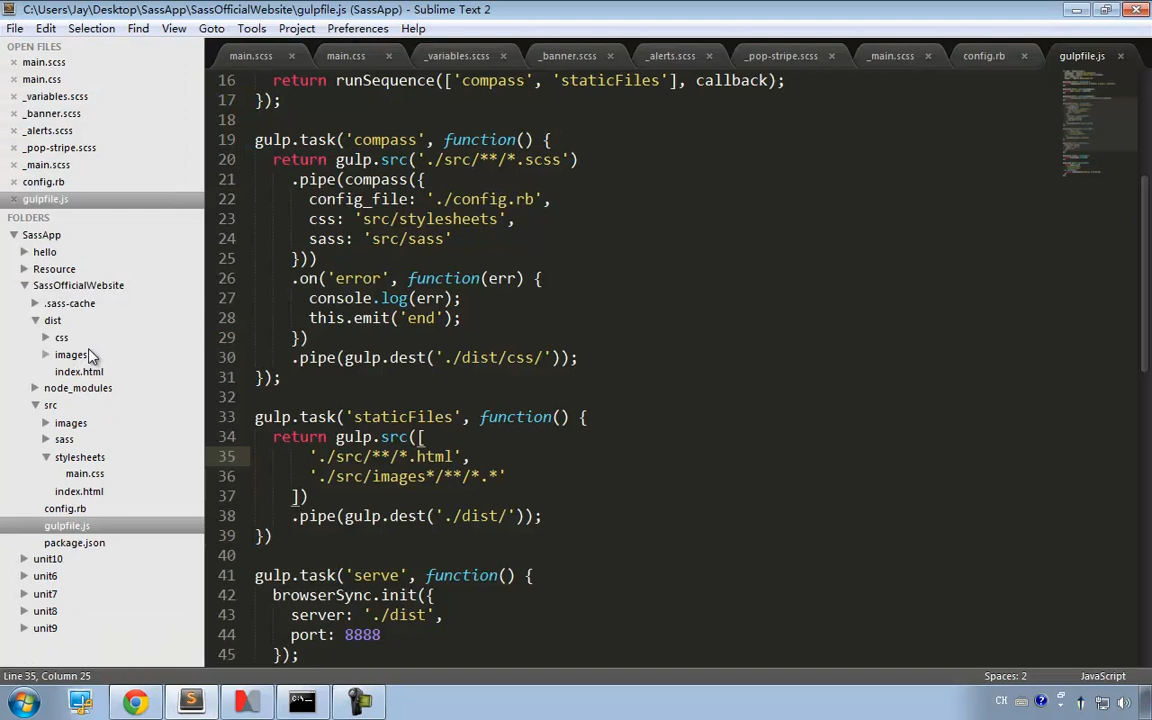 C:\Users\Jay\Desktop\SassApp\SassOfficialWebsite\gulpfile.js (SassApp) - Sublime Text 2
File Edit Selection Find View Goto Tools Project Preferences Help
OPEN FILES
main.scss
main.css
_variables.scss
_banner.scss
_alerts.scss
_pop-stripe.scss
_main.scss
config.rb
gulpfile.js
FOLDERS
SassApp
hello
Resource
SassOfficialWebsite
.sass-cache
dist
css
images
index.html
node_modules
src
images
sass
stylesheets
main.css
index.html
config.rb
gulpfile.js
package.json
unit10
unit6
unit7
unit8
unit9
main.scss main.css _variables.scss _banner.scss _alerts.scss _pop-stripe.scss _main.scss config.rb gulpfile.js
16 return runSequence(['compass', 'staticFiles'], callback);
17 });
18
19 gulp.task('compass', function() {
20 return gulp.src('./src/**/*.scss')
21 .pipe(compass({
22 config_file: './config.rb',
23 css: 'src/stylesheets',
24 sass: 'src/sass'
25 }))
26 .on('error', function(err) {
27 console.log(err);
28 this.emit('end');
29 })
30 .pipe(gulp.dest('./dist/css/'));
31 });
32
33 gulp.task('staticFiles', function() {
34 return gulp.src([
35 './src/**/*.html',
36 './src/images*/**/*.*'
37 ])
38 .pipe(gulp.dest('./dist/'));
39 })
40
41 gulp.task('serve', function() {
42 browserSync.init({
43 server: './dist',
44 port: 8888
45 });
Line 35, Column 25 Spaces: 2 JavaScript
CH